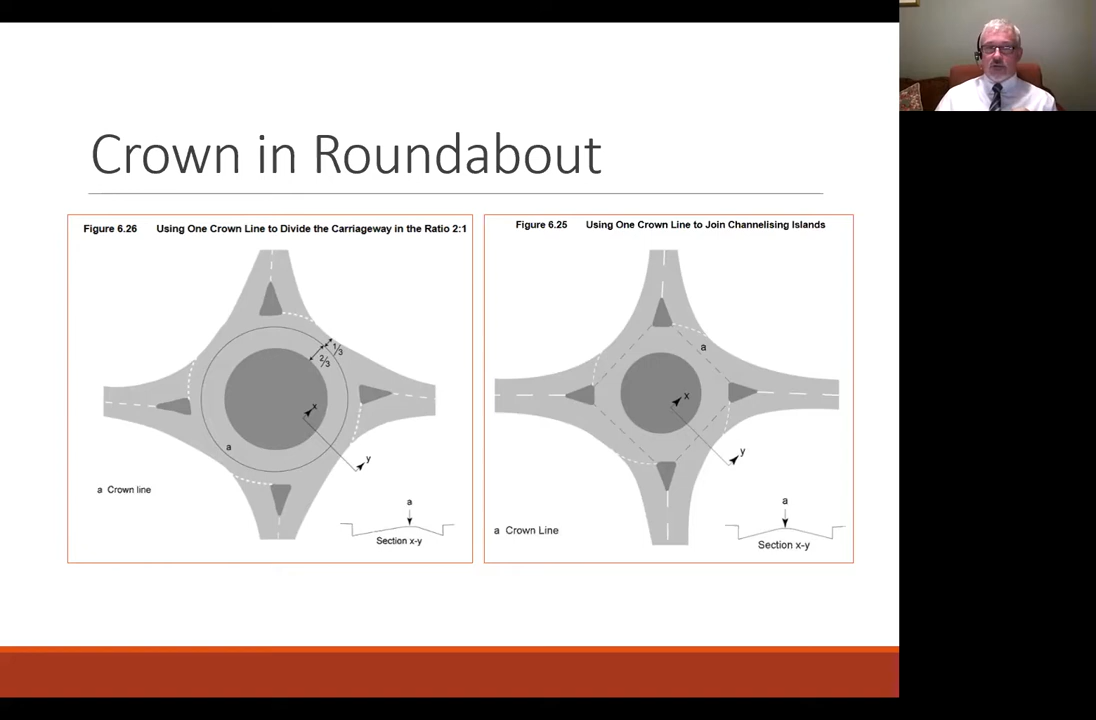 Crown in Roundabout
Figure 6.26 Using One Crown Line to Divide the Carriageway in the Ratio 2:1
1/3
2/3
x
a
y
a Crown line
a
Section x-y
Figure 6.25 Using One Crown Line to Join Channelising Islands
a
x
y
a
a Crown Line
Section x-y